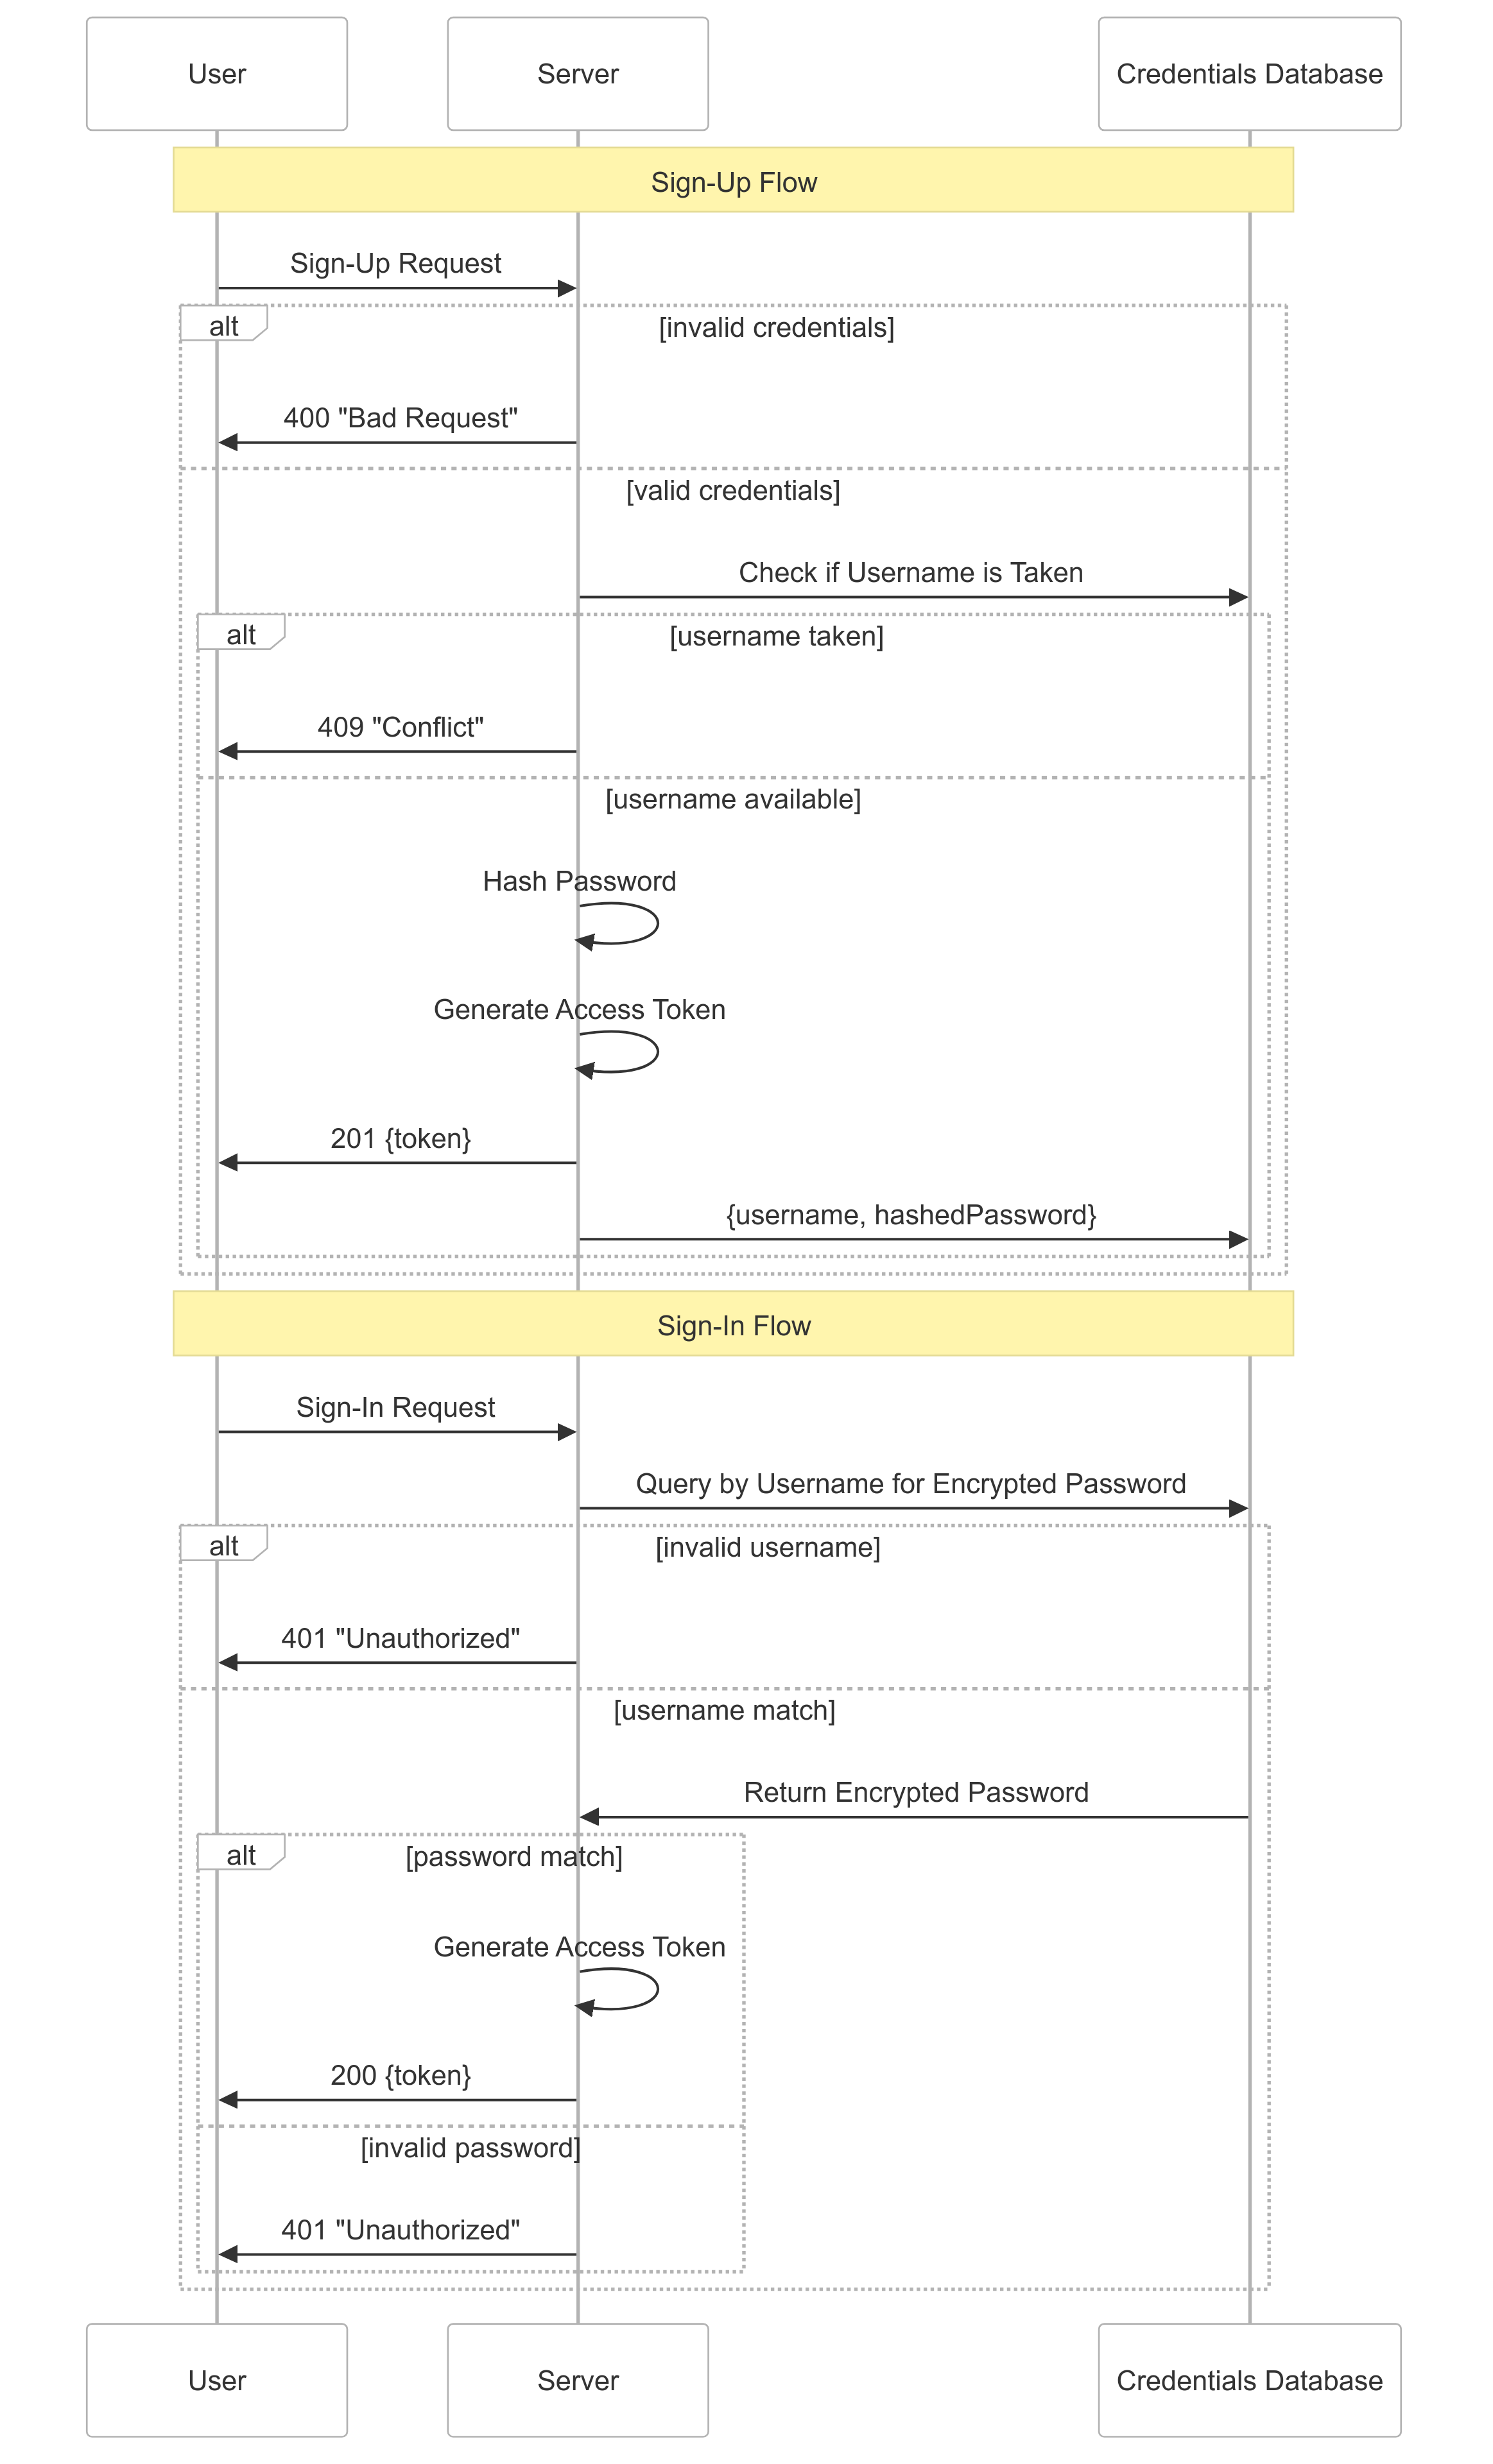 User
Server
Credentials Database
Sign-Up Flow
Sign-Up Request
alt
[invalid credentials]
400 "Bad Request"
[valid credentials]
Check if Username is Taken
alt
[username taken]
409 "Conflict"
[username available]
Hash Password
Generate Access Token
201 {token}
{username, hashedPassword}
Sign-In Flow
Sign-In Request
Query by Username for Encrypted Password
alt
[invalid username]
401 "Unauthorized"
[username match]
Return Encrypted Password
alt
[password match]
Generate Access Token
200 {token}
[invalid password]
401 "Unauthorized"
User
Server
Credentials Database